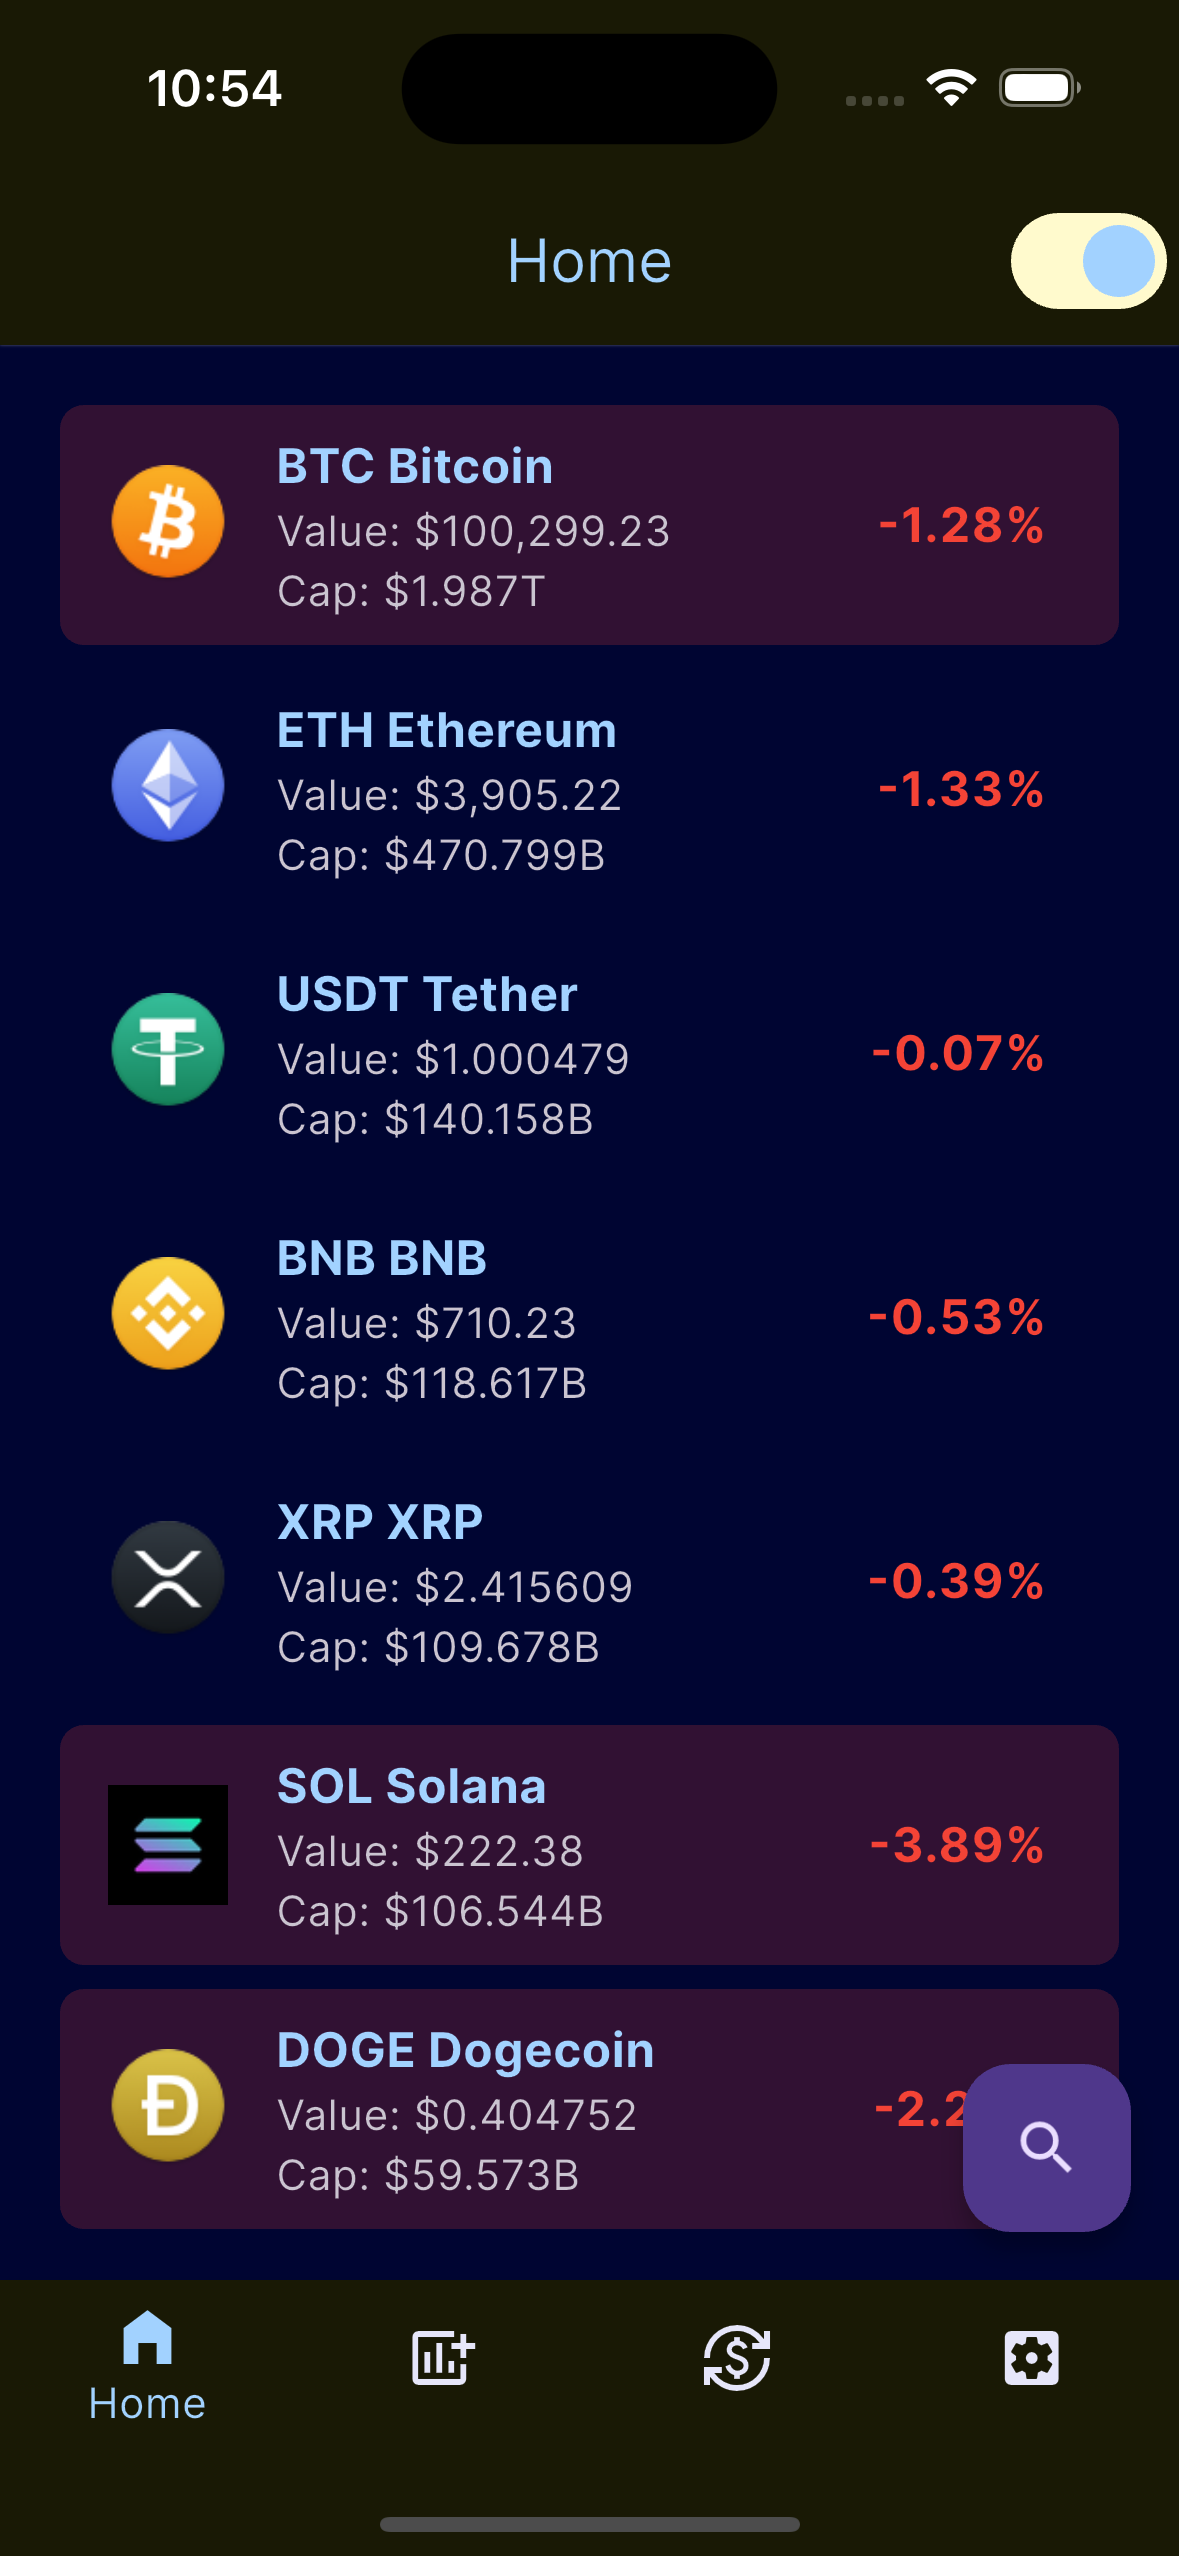 10:54
Home
BTC Bitcoin
Value: $100,299.23
Cap: $1.987T
-1.28%
ETH Ethereum
Value: $3,905.22
Cap: $470.799B
-1.33%
USDT Tether
Value: $1.000479
Cap: $140.158B
-0.07%
BNB BNB
Value: $710.23
Cap: $118.617B
-0.53%
XRP XRP
Value: $2.415609
Cap: $109.678B
-0.39%
SOL Solana
Value: $222.38
Cap: $106.544B
-3.89%
DOGE Dogecoin
Value: $0.404752
Cap: $59.573B
Home